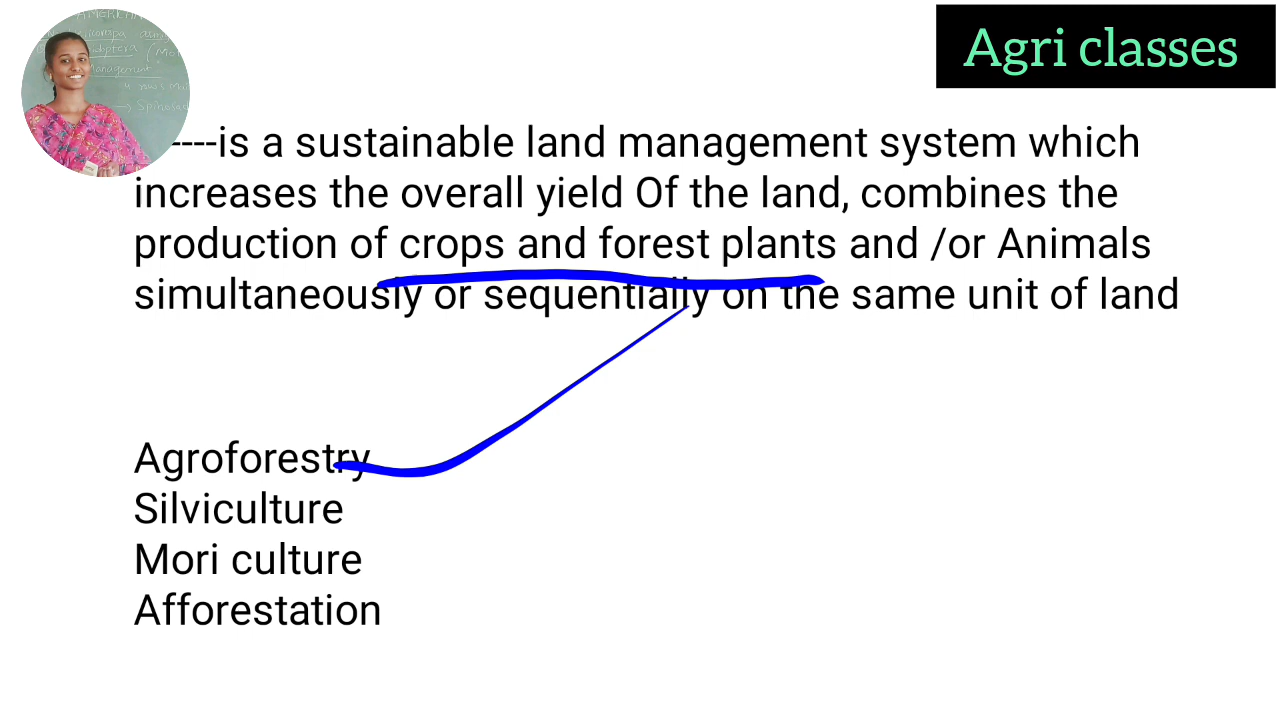 Agri classes
----is a sustainable land management system which
increases the overall yield Of the land, combines the
production of crops and forest plants and /or Animals
simultaneously or sequentially on the same unit of land
Agroforestry
Silviculture
Mori culture
Afforestation